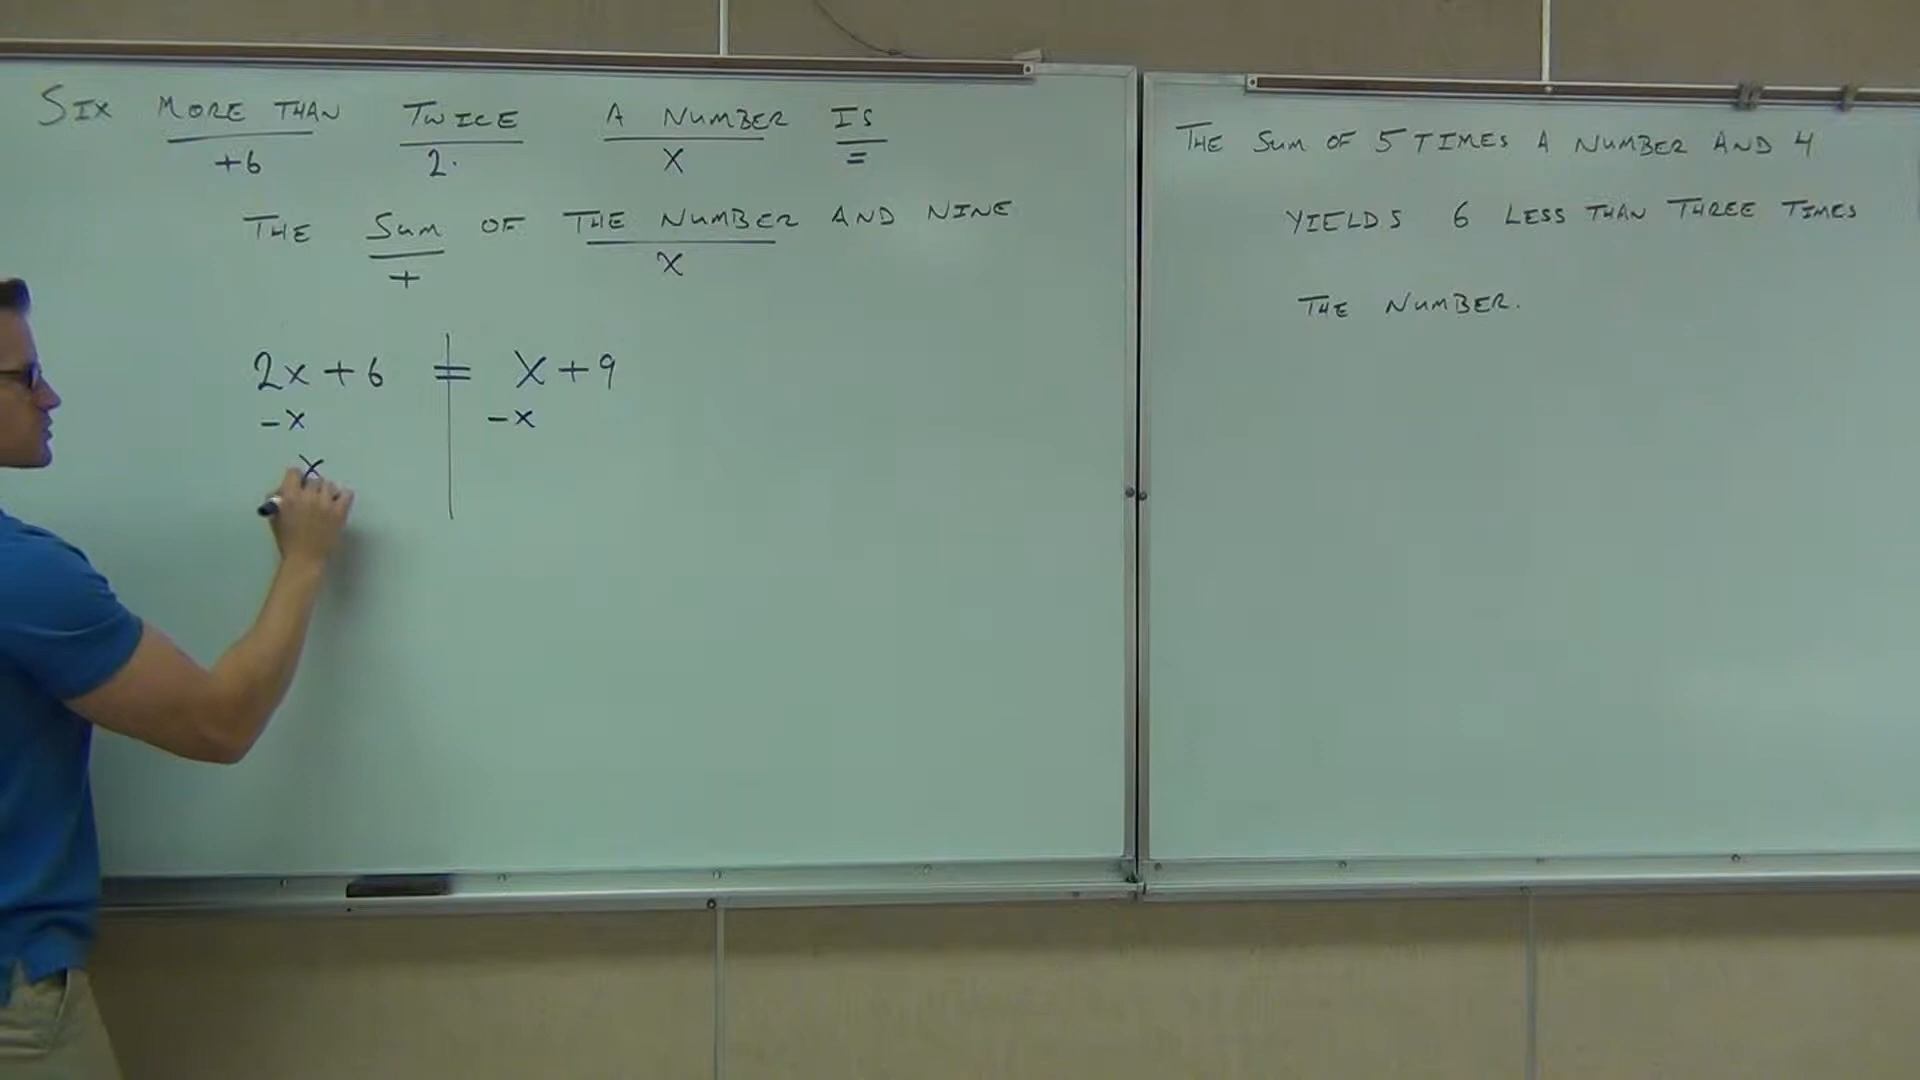 SIX MORE THAN TWICE A NUMBER IS
+6 2· X =
THE SUM OF THE NUMBER AND NINE
+ X
2x + 6 = X + 9
-x -x
x
THE SUM OF 5 TIMES A NUMBER AND 4
YIELDS 6 LESS THAN THREE TIMES
THE NUMBER.